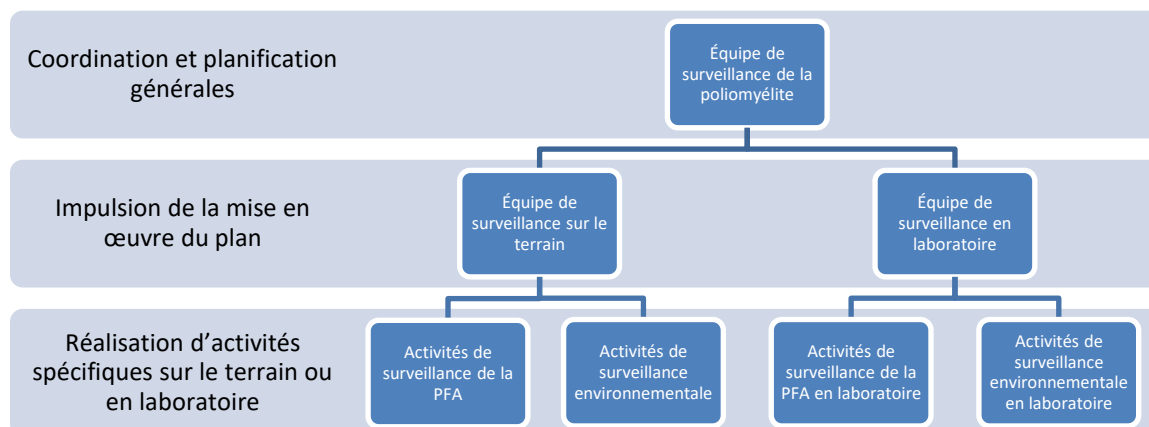 Coordination et planification
générales
Équipe de
surveillance de la
poliomyélite
Impulsion de la mise en
œuvre du plan
Équipe de
surveillance sur le
terrain
Équipe de
surveillance en
laboratoire
Réalisation d’activités
spécifiques sur le terrain ou
en laboratoire
Activités de
surveillance de la
PFA
Activités de
surveillance
environnementale
Activités de
surveillance de la
PFA en laboratoire
Activités de
surveillance
environnementale
en laboratoire